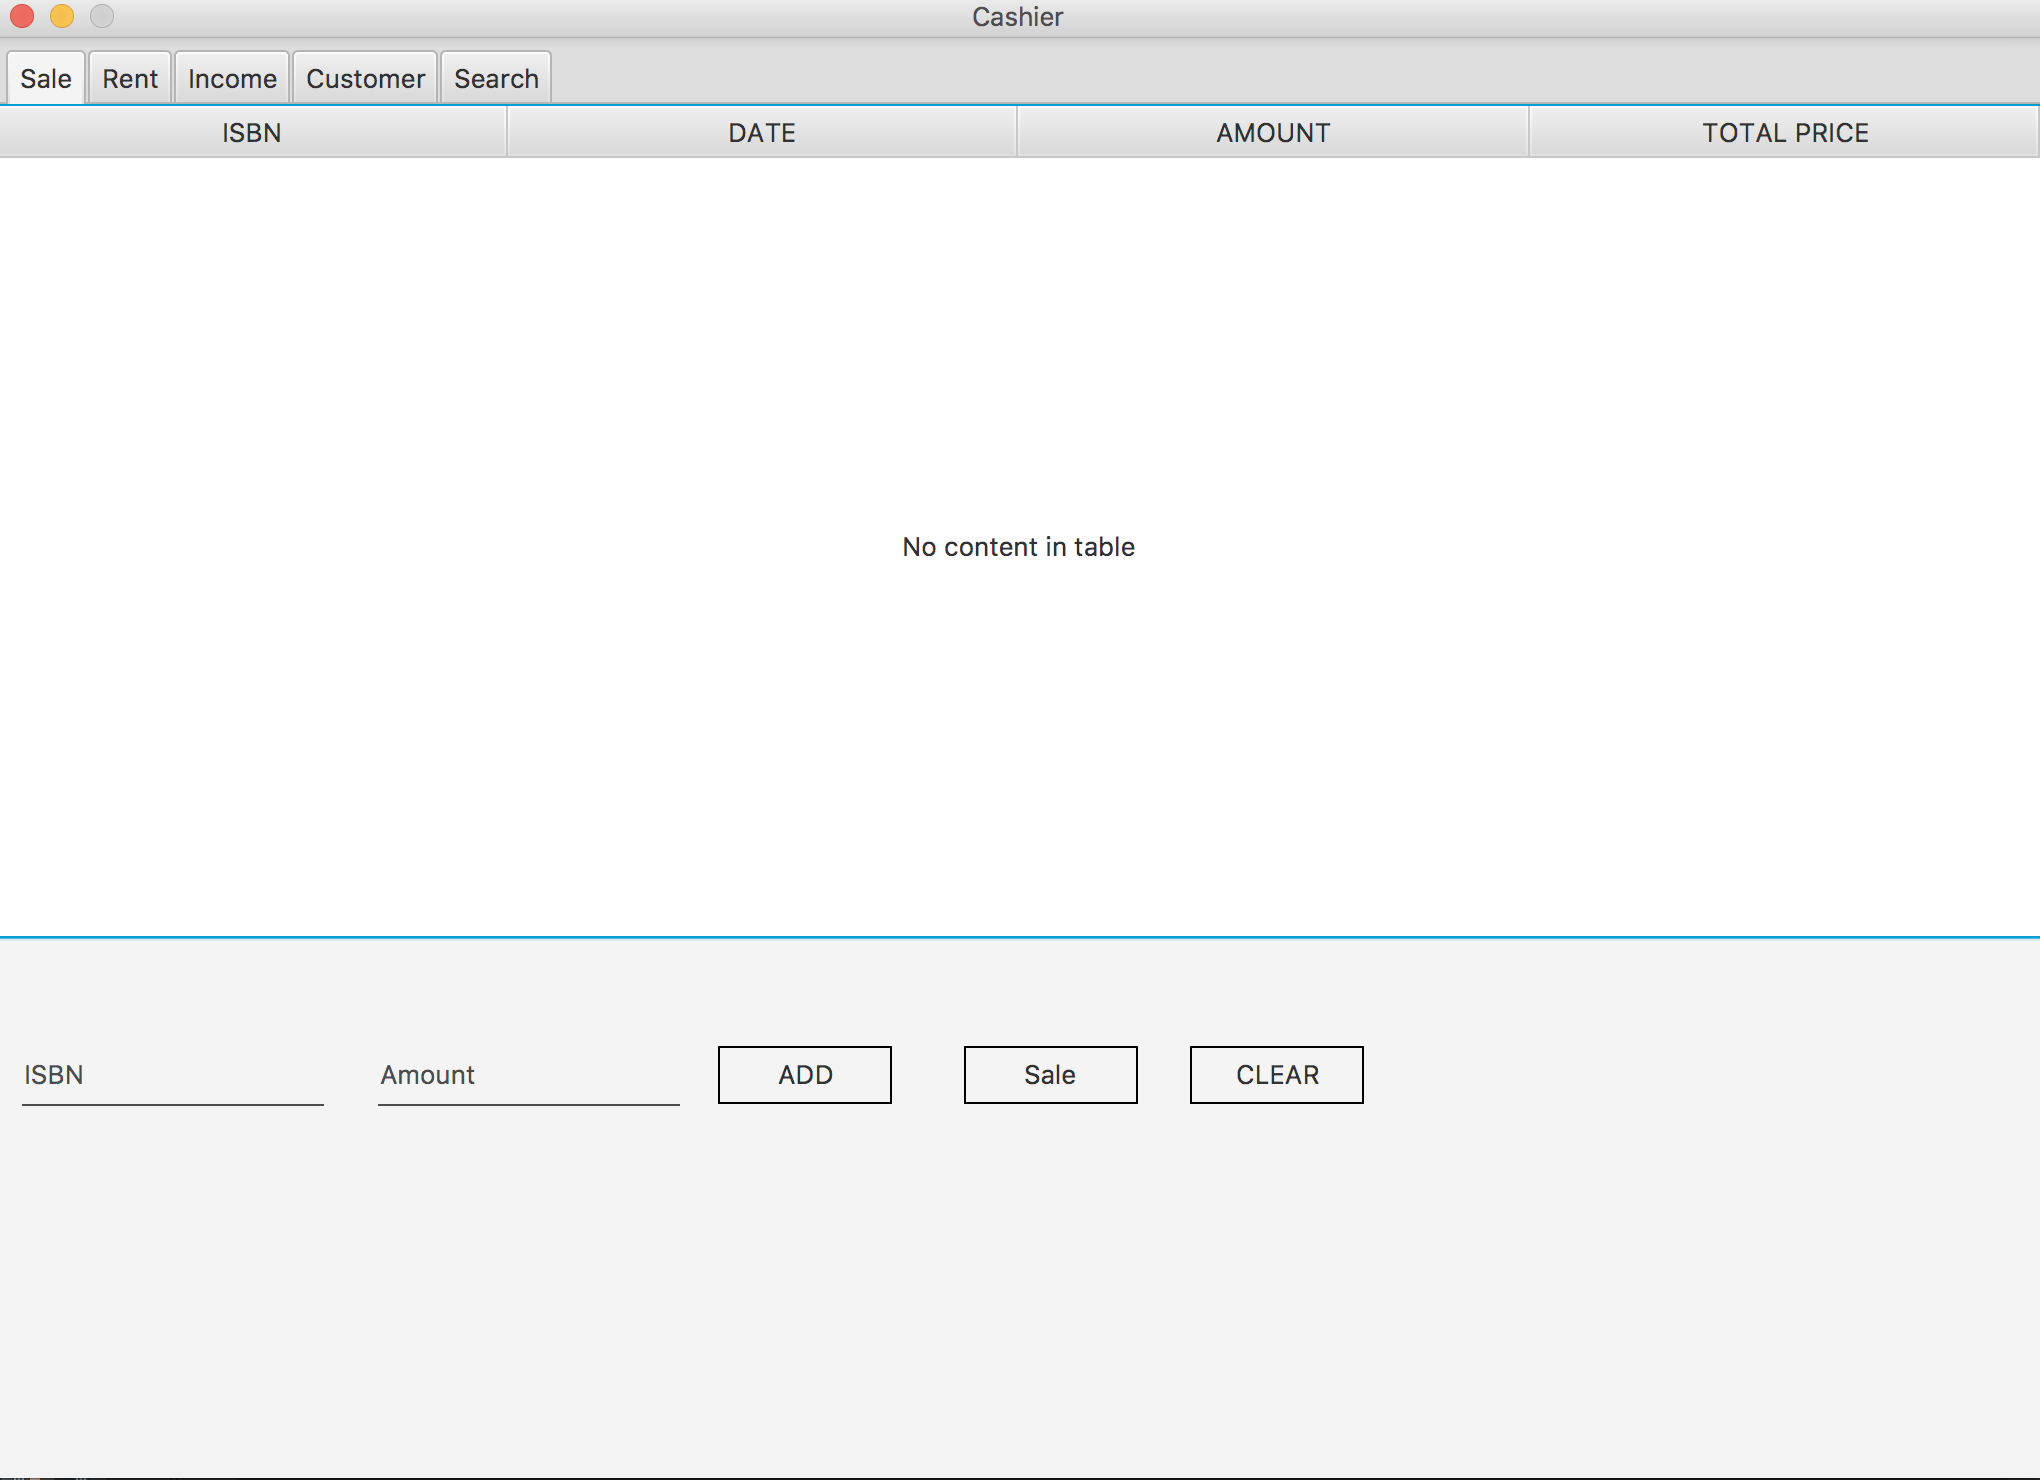 Cashier
Sale Rent Income Customer Search
ISBN DATE AMOUNT TOTAL PRICE
No content in table
ISBN Amount ADD Sale CLEAR